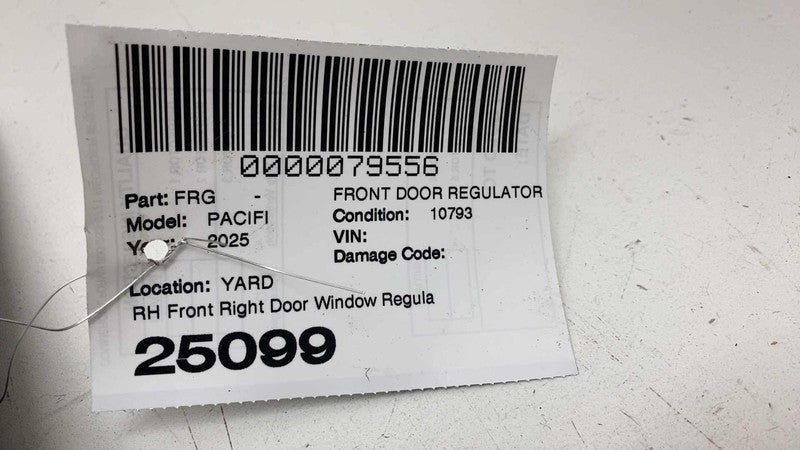 0000079556
Part: FRG - FRONT DOOR REGULATOR
Model: PACIFI Condition: 10793
2025 VIN:
Damage Code:
Location: YARD
RH Front Right Door Window Regula
25099